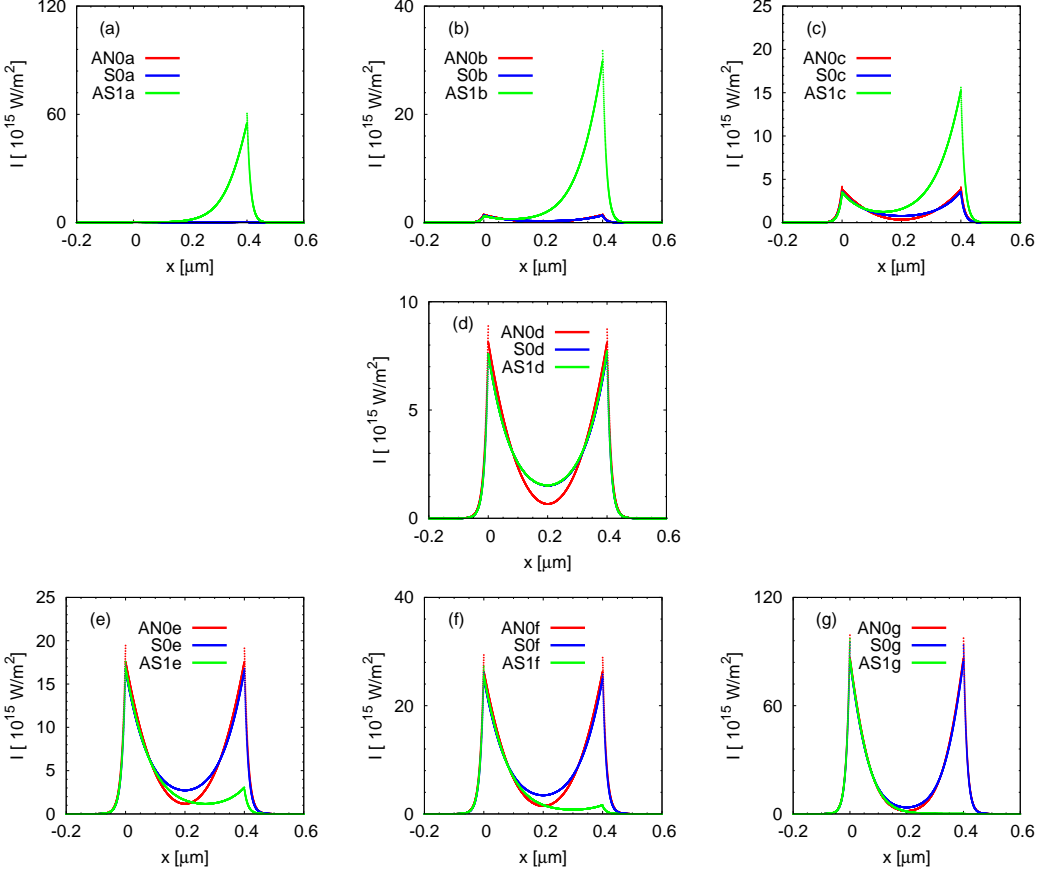 (a)
AN0a
S0a
AS1a
120
90
60
30
0
-0.2 0 0.2 0.4 0.6
x [μm]
I [ 10^15 W/m^2]
(b)
AN0b
S0b
AS1b
40
20
0
-0.2 0 0.2 0.4 0.6
x [μm]
I [ 10^15 W/m^2]
(c)
AN0c
S0c
AS1c
25
20
15
10
5
0
-0.2 0 0.2 0.4 0.6
x [μm]
I [ 10^15 W/m^2]
(d)
AN0d
S0d
AS1d
10
5
0
-0.2 0 0.2 0.4 0.6
x [μm]
I [ 10^15 W/m^2]
(e)
AN0e
S0e
AS1e
25
20
15
10
5
0
-0.2 0 0.2 0.4 0.6
x [μm]
I [ 10^15 W/m^2]
(f)
AN0f
S0f
AS1f
40
20
0
-0.2 0 0.2 0.4 0.6
x [μm]
I [ 10^15 W/m^2]
(g)
AN0g
S0g
AS1g
120
60
0
-0.2 0 0.2 0.4 0.6
x [μm]
I [ 10^15 W/m^2]